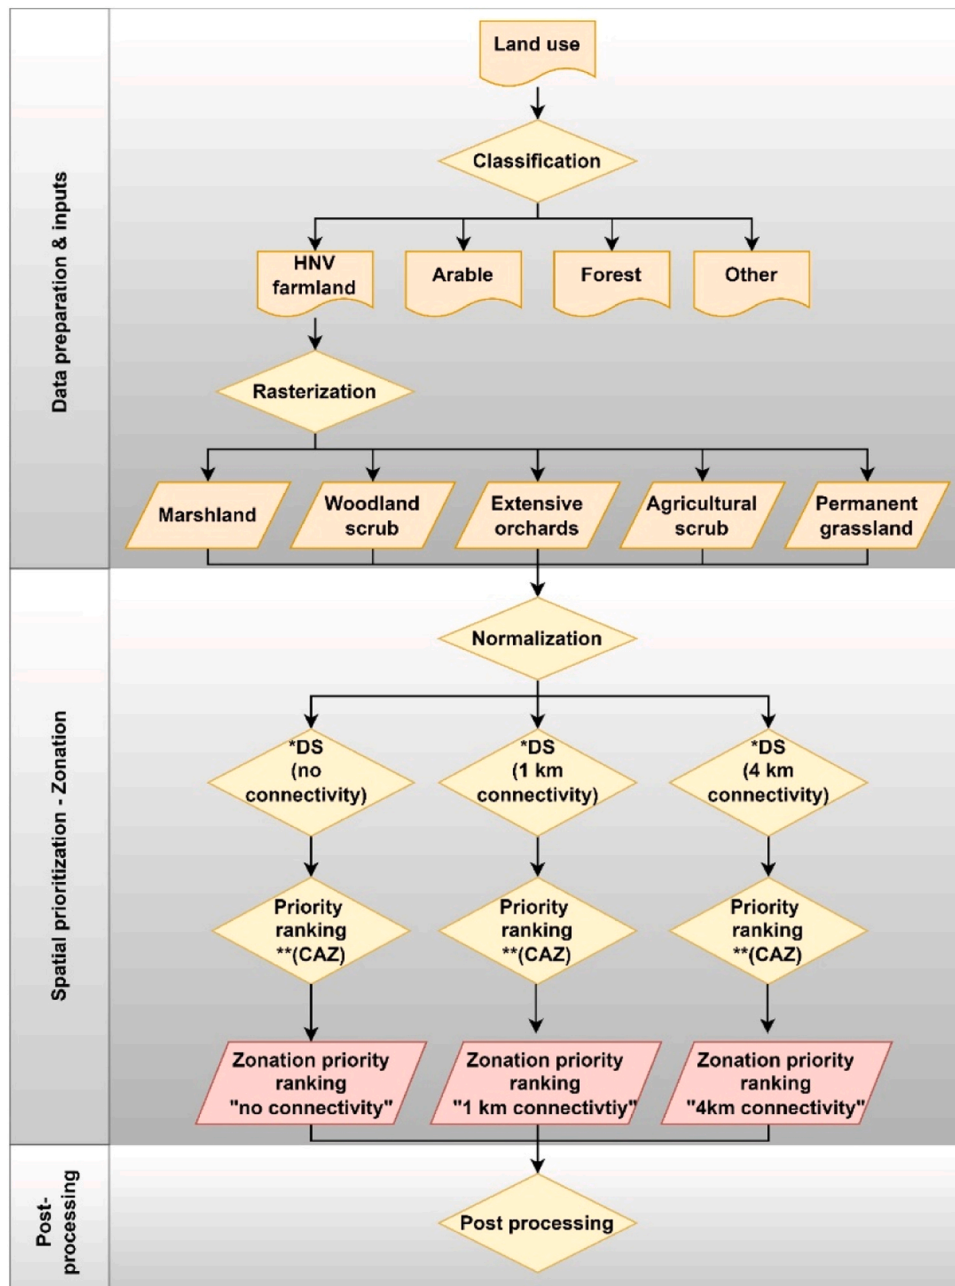 Data preparation & inputs
Land use
Classification
HNV
farmland
Arable
Forest
Other
Rasterization
Marshland
Woodland
scrub
Extensive
orchards
Agricultural
scrub
Permanent
grassland
Spatial prioritization - Zonation
Normalization
*DS
(no
connectivity)
*DS
(1 km
connectivity)
*DS
(4 km
connectivity)
Priority
ranking
**(CAZ)
Priority
ranking
**(CAZ)
Priority
ranking
**(CAZ)
Zonation priority
ranking
"no connectivity"
Zonation priority
ranking
"1 km connectivtiy"
Zonation priority
ranking
"4km connectivity"
Post-
processing
Post processing